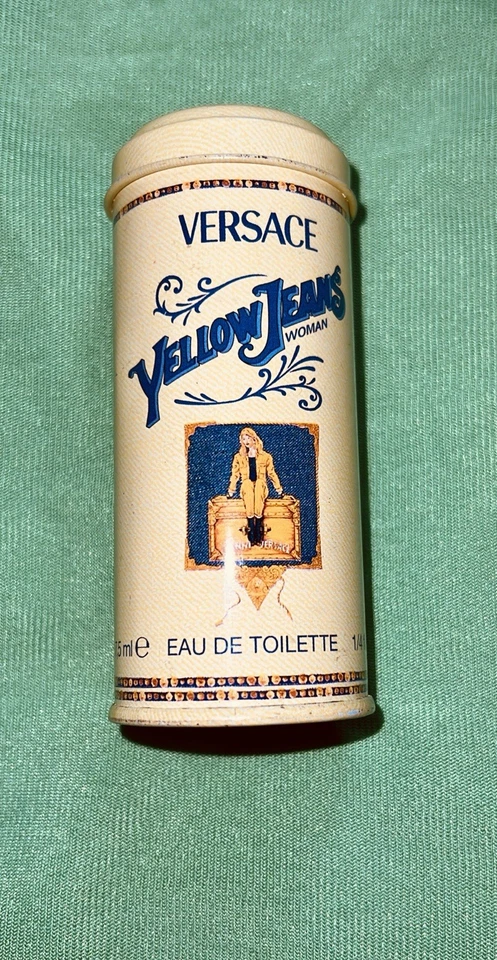 VERSACE
YELLOW JEANS
WOMAN
5 ml e EAU DE TOILETTE 1/4